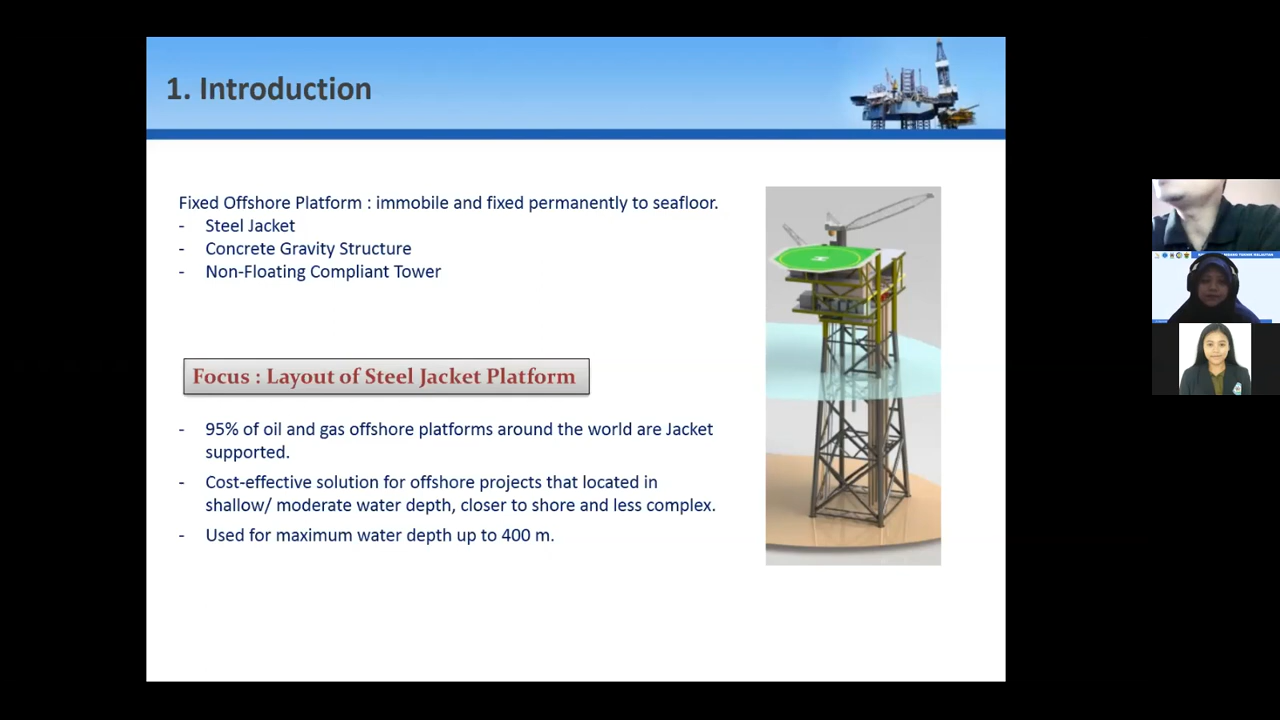 1. Introduction
Fixed Offshore Platform : immobile and fixed permanently to seafloor.
- Steel Jacket
- Concrete Gravity Structure
- Non-Floating Compliant Tower
Focus : Layout of Steel Jacket Platform
- 95% of oil and gas offshore platforms around the world are Jacket
supported.
- Cost-effective solution for offshore projects that located in
shallow/ moderate water depth, closer to shore and less complex.
- Used for maximum water depth up to 400 m.